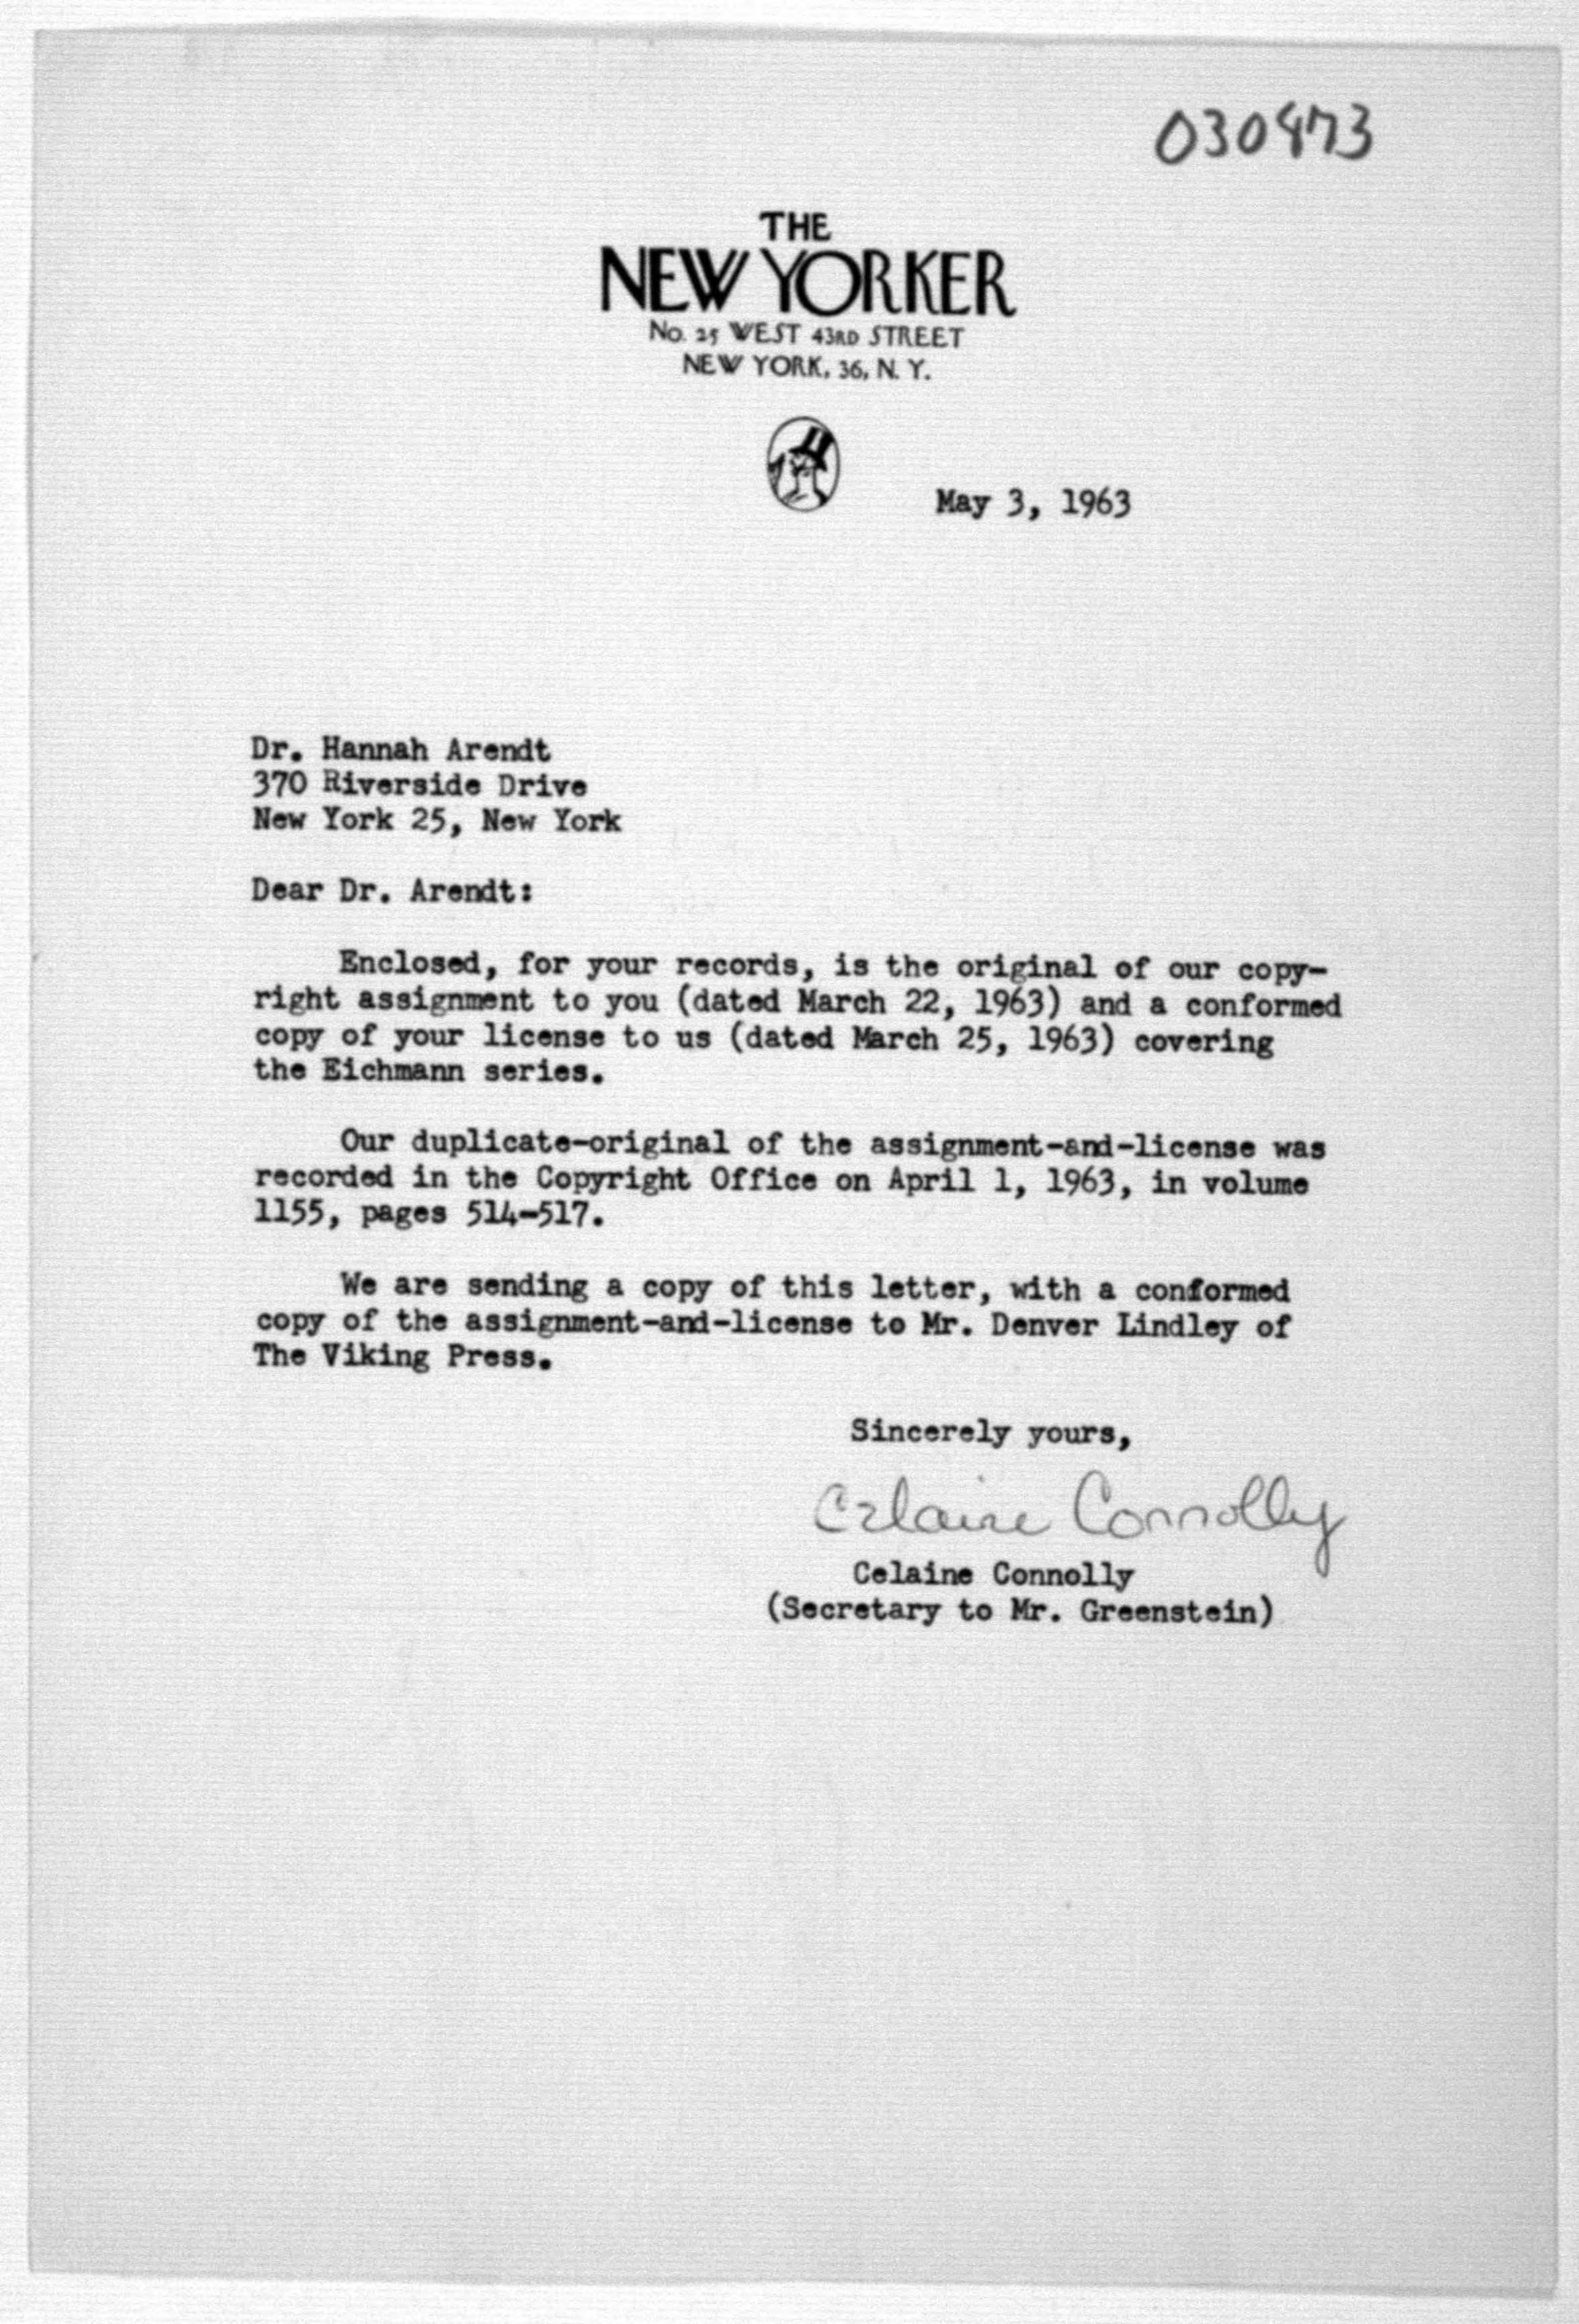 030873
THE
NEW YORKER
No. 25 WEST 43RD STREET
NEW YORK, 36, N. Y.
May 3, 1963
Dr. Hannah Arendt
370 Riverside Drive
New York 25, New York
Dear Dr. Arendt:
Enclosed, for your records, is the original of our copy-
right assignment to you (dated March 22, 1963) and a conformed
copy of your license to us (dated March 25, 1963) covering
the Eichmann series.
Our duplicate-original of the assignment-and-license was
recorded in the Copyright Office on April 1, 1963, in volume
1155, pages 514-517.
We are sending a copy of this letter, with a conformed
copy of the assignment-and-license to Mr. Denver Lindley of
The Viking Press.
Sincerely yours,
Celaine Connolly
Celaine Connolly
(Secretary to Mr. Greenstein)